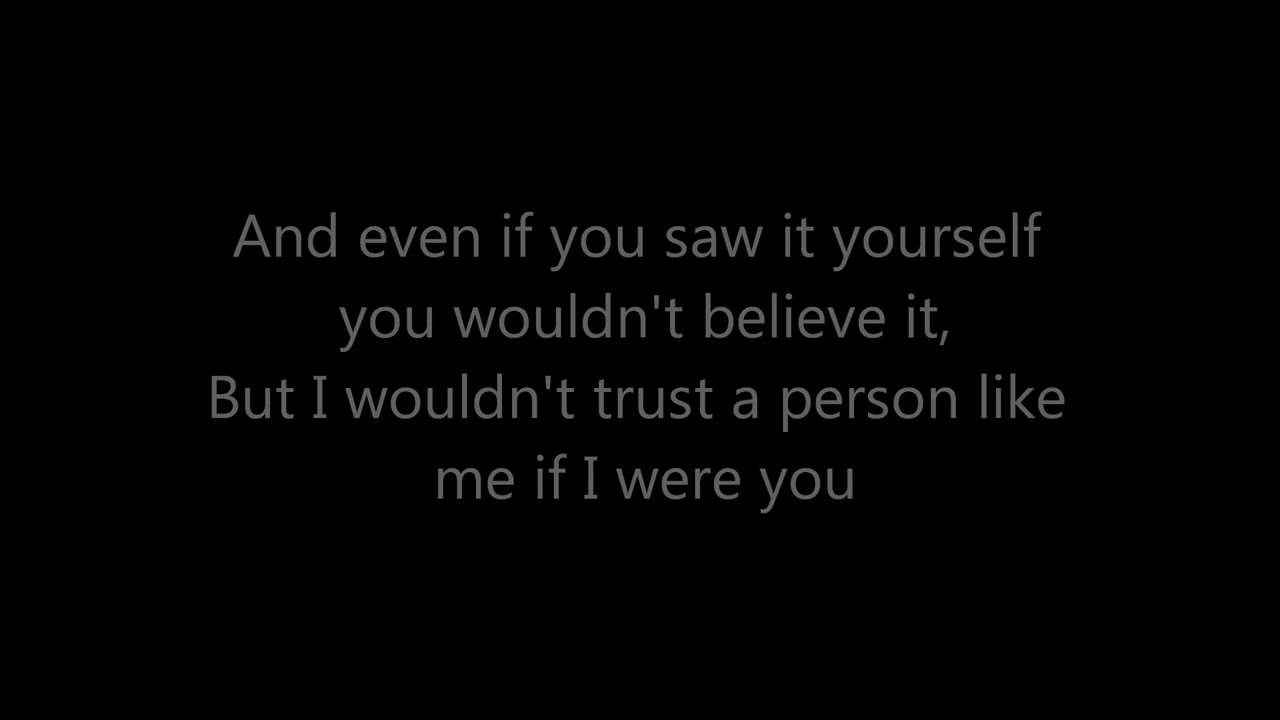 And even if you saw it yourself
you wouldn't believe it,
But I wouldn't trust a person like
me if I were you